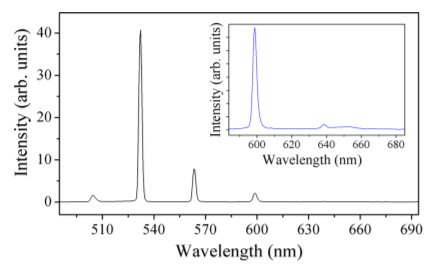 Intensity (arb. units)
40
30
20
10
0
510 540 570 600 630 660 690
Wavelength (nm)
Intensity (arb. units)
600 620 640 660 680
Wavelength (nm)